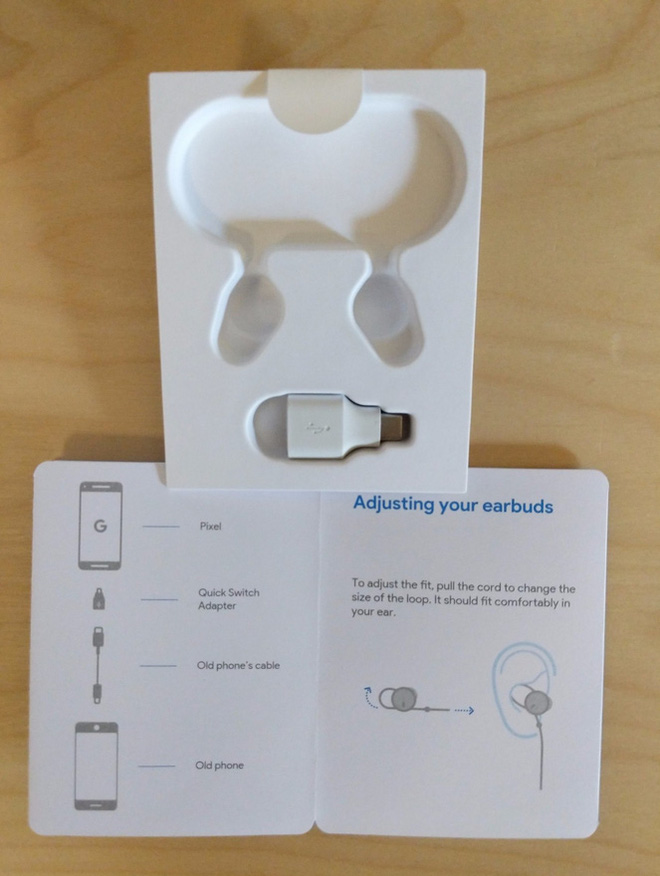 G
Pixel
Quick Switch
Adapter
Old phone's cable
Old phone
Adjusting your earbuds
To adjust the fit, pull the cord to change the
size of the loop. It should fit comfortably in
your ear.